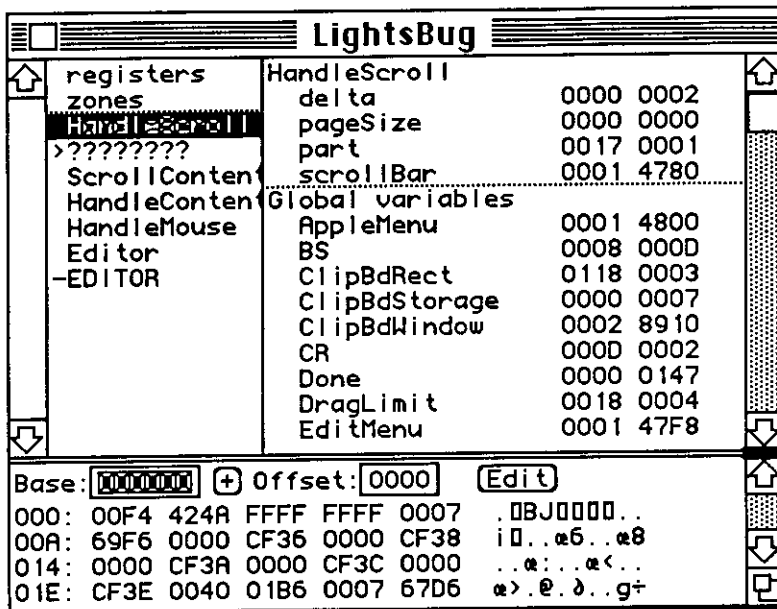 LightsBug
registers
zones
HandleScroll
>????????
ScrollConten
HandleConten
HandleMouse
Editor
-EDITOR
HandleScroll
delta 0000 0002
pageSize 0000 0000
part 0017 0001
scrollBar 0001 4780
Global variables
AppleMenu 0001 4800
BS 0008 000D
ClipBdRect 0118 0003
ClipBdStorage 0000 0007
ClipBdWindow 0002 8910
CR 000D 0002
Done 0000 0147
DragLimit 0018 0004
EditMenu 0001 47F8
Base: + Offset: 0000 Edit
000: 00F4 424A FFFF FFFF 0007 .▯BJ▯▯▯▯..
00A: 69F6 0000 CF36 0000 CF38 i▯..œ6..œ8
014: 0000 CF3A 0000 CF3C 0000 ..œ:..œ<..
01E: CF3E 0040 01B6 0007 67D6 œ>.@.∂..g÷